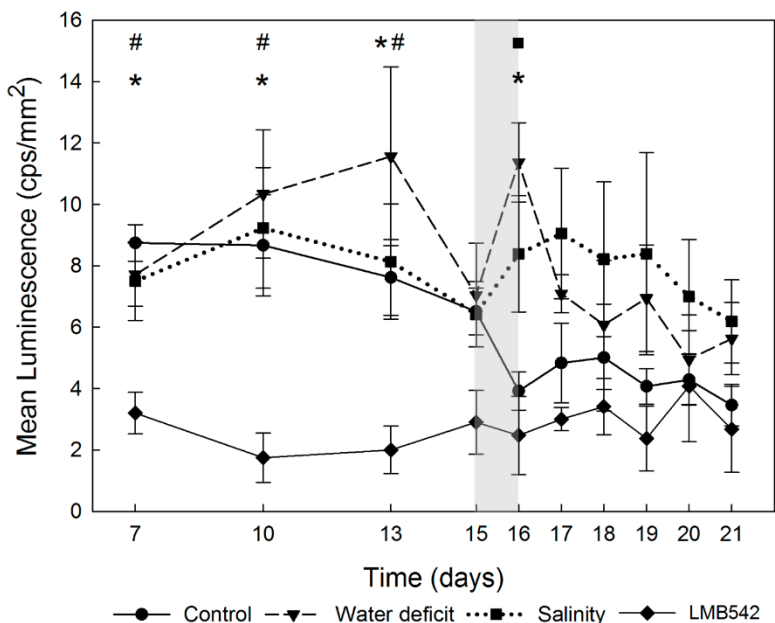 Mean Luminescence (cps/mm²)
16
14
12
10
8
6
4
2
0
# # *# ■
* * *
7 10 13 15 16 17 18 19 20 21
Time (days)
Control Water deficit Salinity LMB542